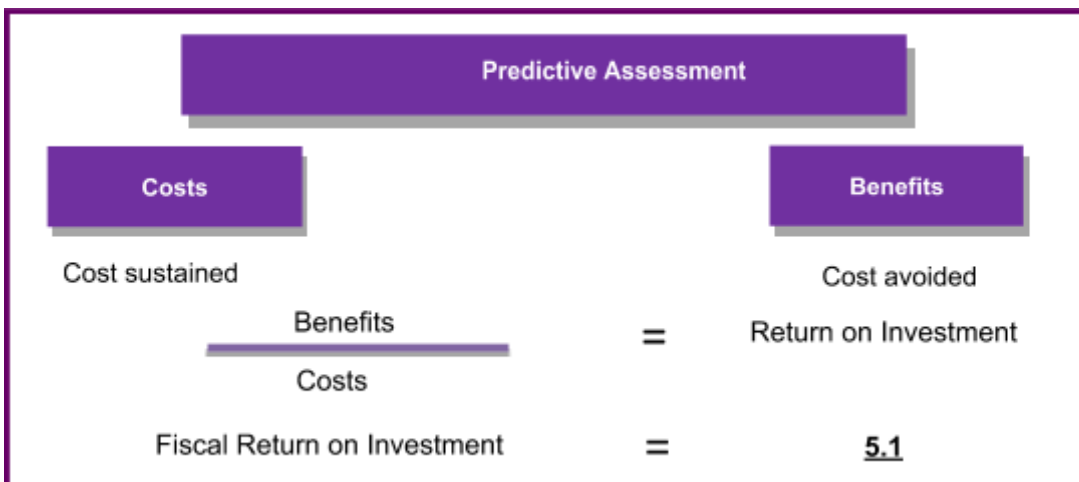 Predictive Assessment
Costs
Benefits
Cost sustained
Cost avoided
Benefits
=
Return on Investment
Costs
Fiscal Return on Investment
=
5.1